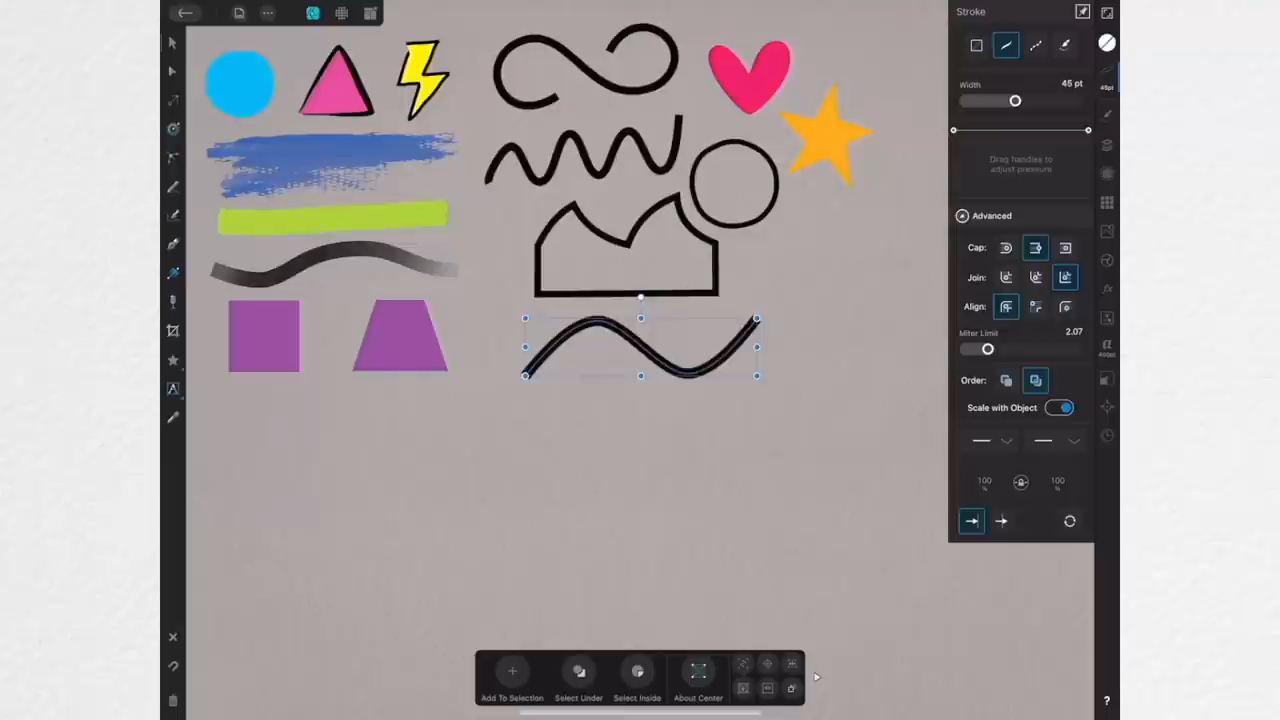 Stroke
Width 45 pt
45pt
Drag handles to
adjust pressure
Advanced
Cap:
Join:
Align:
Miter Limit 2.07
Order:
Scale with Object
100 % 100 %
Add To Selection Select Under Select Inside About Center
?